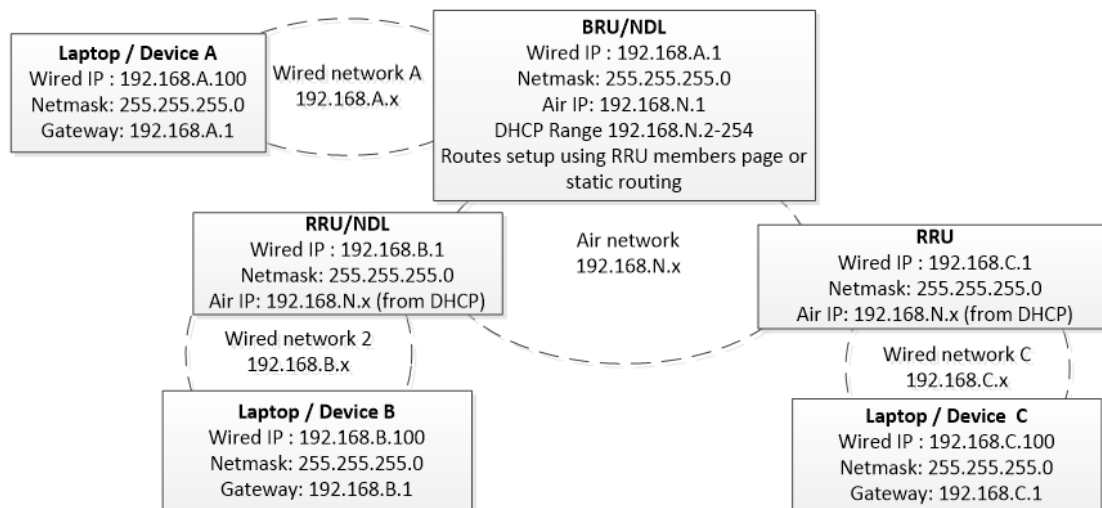 Laptop / Device A
Wired IP : 192.168.A.100
Netmask: 255.255.255.0
Gateway: 192.168.A.1
Wired network A
192.168.A.x
BRU/NDL
Wired IP : 192.168.A.1
Netmask: 255.255.255.0
Air IP: 192.168.N.1
DHCP Range 192.168.N.2-254
Routes setup using RRU members page or
static routing
RRU/NDL
Wired IP : 192.168.B.1
Netmask: 255.255.255.0
Air IP: 192.168.N.x (from DHCP)
Air network
192.168.N.x
RRU
Wired IP : 192.168.C.1
Netmask: 255.255.255.0
Air IP: 192.168.N.x (from DHCP)
Wired network 2
192.168.B.x
Wired network C
192.168.C.x
Laptop / Device B
Wired IP : 192.168.B.100
Netmask: 255.255.255.0
Gateway: 192.168.B.1
Laptop / Device  C
Wired IP : 192.168.C.100
Netmask: 255.255.255.0
Gateway: 192.168.C.1